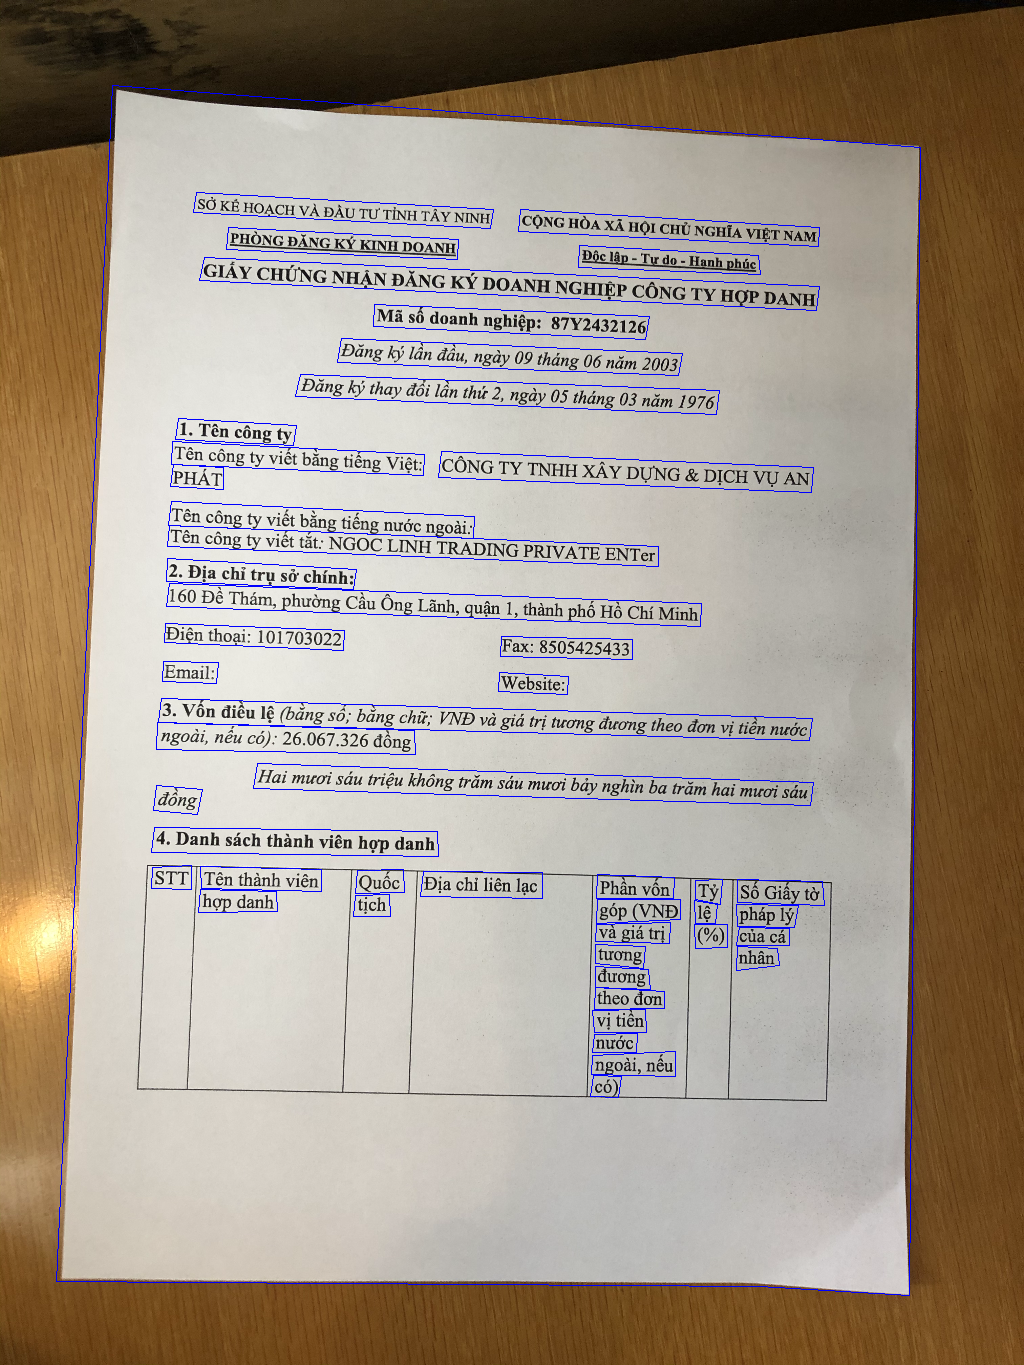 SỞ KẾ HOẠCH VÀ ĐẦU TƯ TỈNH TÂY NINH
CỘNG HÒA XÃ HỘI CHỦ NGHĨA VIỆT NAM
PHÒNG ĐĂNG KÝ KINH DOANH
Độc lập - Tự do - Hạnh phúc
GIẤY CHỨNG NHẬN ĐĂNG KÝ DOANH NGHIỆP CÔNG TY HỢP DANH
Mã số doanh nghiệp: 87Y2432126
Đăng ký lần đầu, ngày 09 tháng 06 năm 2003
Đăng ký thay đổi lần thứ 2, ngày 05 tháng 03 năm 1976
1. Tên công ty
Tên công ty viết bằng tiếng Việt: CÔNG TY TNHH XÂY DỰNG & DỊCH VỤ AN
PHÁT
Tên công ty viết bằng tiếng nước ngoài:
Tên công ty viết tắt: NGOC LINH TRADING PRIVATE ENTer
2. Địa chỉ trụ sở chính:
160 Đề Thám, phường Cầu Ông Lãnh, quận 1, thành phố Hồ Chí Minh
Điện thoại: 101703022
Fax: 8505425433
Email:
Website:
3. Vốn điều lệ (bằng số; bằng chữ; VNĐ và giá trị tương đương theo đơn vị tiền nước
ngoài, nếu có): 26.067.326 đồng
Hai mươi sáu triệu không trăm sáu mươi bảy nghìn ba trăm hai mươi sáu
đồng
4. Danh sách thành viên hợp danh
STT
Tên thành viên
hợp danh
Quốc
tịch
Địa chỉ liên lạc
Phần vốn
góp (VNĐ
và giá trị
tương
đương
theo đơn
vị tiền
nước
ngoài, nếu
có)
Tỷ
lệ
(%)
Số Giấy tờ
pháp lý
của cá
nhân